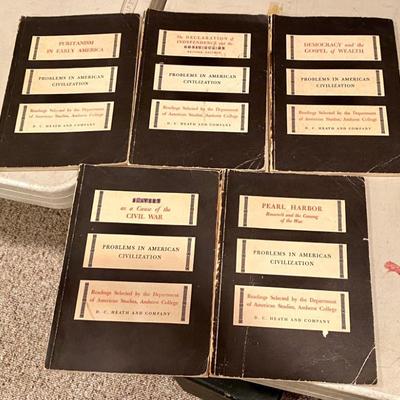 PURITANISM
IN EARLY AMERICA
PROBLEMS IN AMERICAN
CIVILIZATION
Readings Selected by the Department
of American Studies, Amherst College
D. C. HEATH AND COMPANY
The DECLARATION of
INDEPENDENCE and the
CONSTITUTION
REVISED EDITION
PROBLEMS IN AMERICAN
CIVILIZATION
Readings Selected by the Department
of American Studies, Amherst College
D. C. HEATH AND COMPANY
DEMOCRACY and the
GOSPEL OF WEALTH
PROBLEMS IN AMERICAN
CIVILIZATION
Readings Selected by the Department
of American Studies, Amherst College
D. C. HEATH AND COMPANY
as a Cause of the
CIVIL WAR
PROBLEMS IN AMERICAN
CIVILIZATION
Readings Selected by the Department
of American Studies, Amherst College
D. C. HEATH AND COMPANY
PEARL HARBOR
Roosevelt and the Coming
of the War
PROBLEMS IN AMERICAN
CIVILIZATION
Readings Selected by the Department
of American Studies, Amherst College
D. C. HEATH AND COMPANY